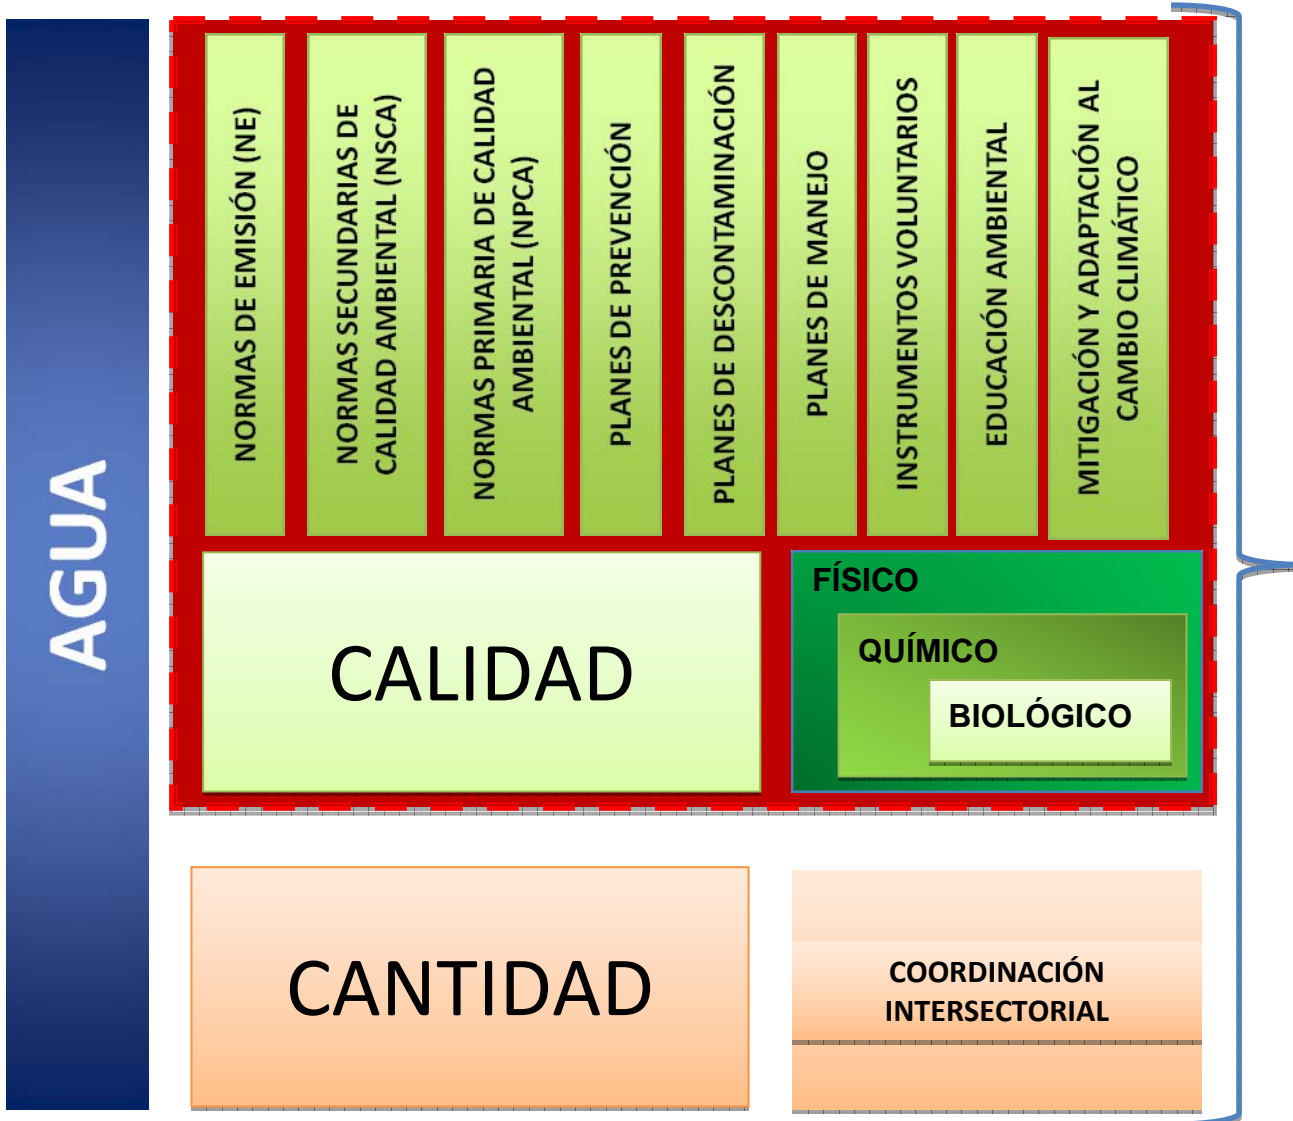 AGUA
NORMAS DE EMISIÓN (NE)
NORMAS SECUNDARIAS DE
CALIDAD AMBIENTAL (NSCA)
NORMAS PRIMARIA DE CALIDAD
AMBIENTAL (NPCA)
PLANES DE PREVENCIÓN
PLANES DE DESCONTAMINACIÓN
PLANES DE MANEJO
INSTRUMENTOS VOLUNTARIOS
EDUCACIÓN AMBIENTAL
MITIGACIÓN Y ADAPTACIÓN AL
CAMBIO CLIMÁTICO
CALIDAD
FÍSICO
QUÍMICO
BIOLÓGICO
CANTIDAD
COORDINACIÓN
INTERSECTORIAL